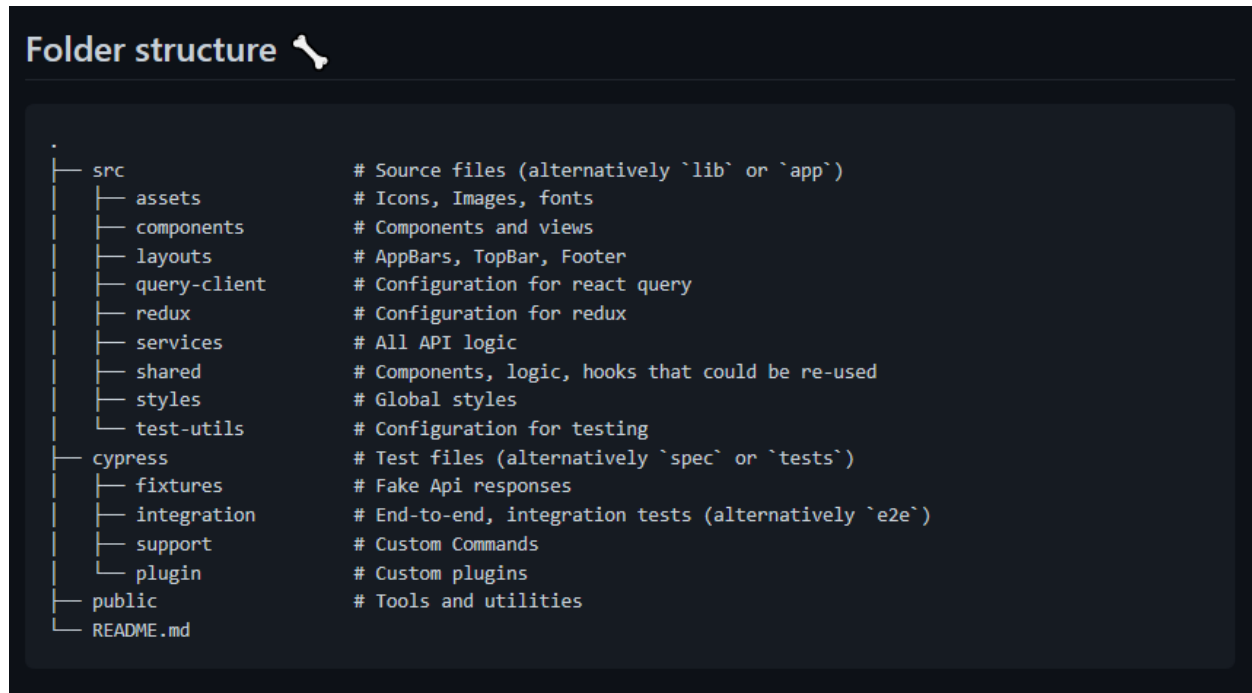 Folder structure 🦴
.
├── src                   # Source files (alternatively `lib` or `app`)
│   ├── assets            # Icons, Images, fonts
│   ├── components        # Components and views
│   ├── layouts           # AppBars, TopBar, Footer
│   ├── query-client      # Configuration for react query
│   ├── redux             # Configuration for redux
│   ├── services          # All API logic
│   ├── shared            # Components, logic, hooks that could be re-used
│   ├── styles            # Global styles
│   └── test-utils        # Configuration for testing
├── cypress               # Test files (alternatively `spec` or `tests`)
│   ├── fixtures          # Fake Api responses
│   ├── integration       # End-to-end, integration tests (alternatively `e2e`)
│   ├── support           # Custom Commands
│   └── plugin            # Custom plugins
├── public                # Tools and utilities
└── README.md